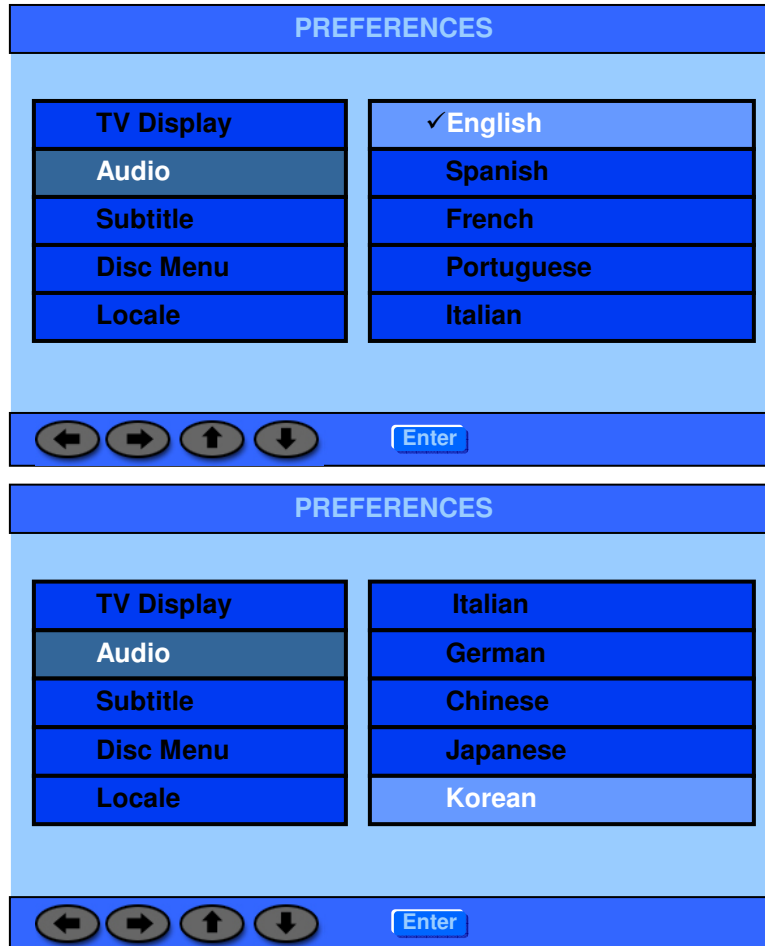 PREFERENCES
TV Display
✓English
Audio
Spanish
Subtitle
French
Disc Menu
Portuguese
Locale
Italian
Enter
PREFERENCES
TV Display
Italian
Audio
German
Subtitle
Chinese
Disc Menu
Japanese
Locale
Korean
Enter